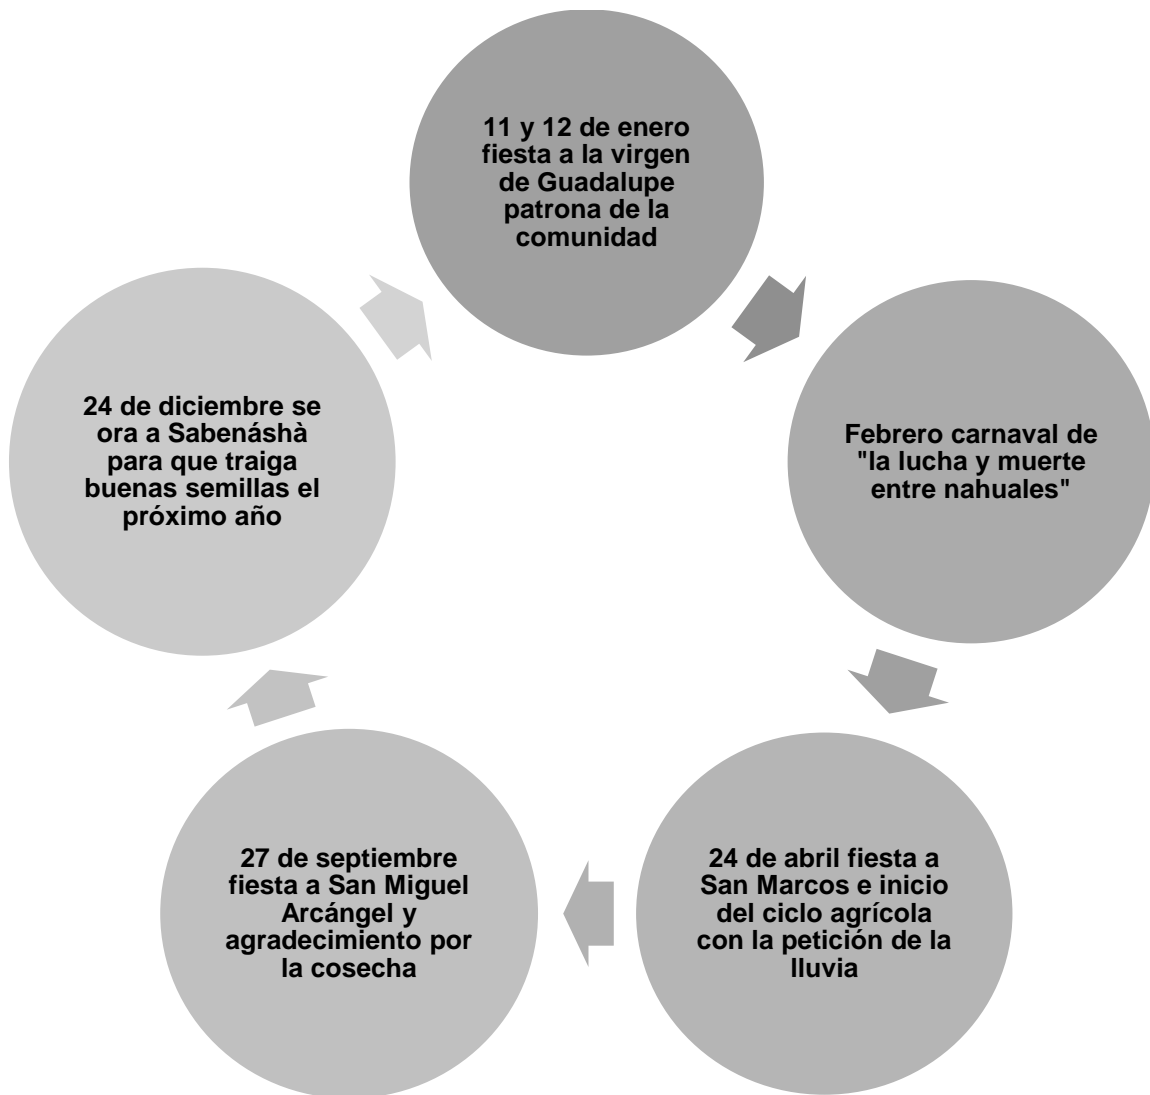 11 y 12 de enero
fiesta a la virgen
de Guadalupe
patrona de la
comunidad
Febrero carnaval de
"la lucha y muerte
entre nahuales"
24 de abril fiesta a
San Marcos e inicio
del ciclo agrícola
con la petición de la
lluvia
27 de septiembre
fiesta a San Miguel
Arcángel y
agradecimiento por
la cosecha
24 de diciembre se
ora a Sabenáshà
para que traiga
buenas semillas el
próximo año